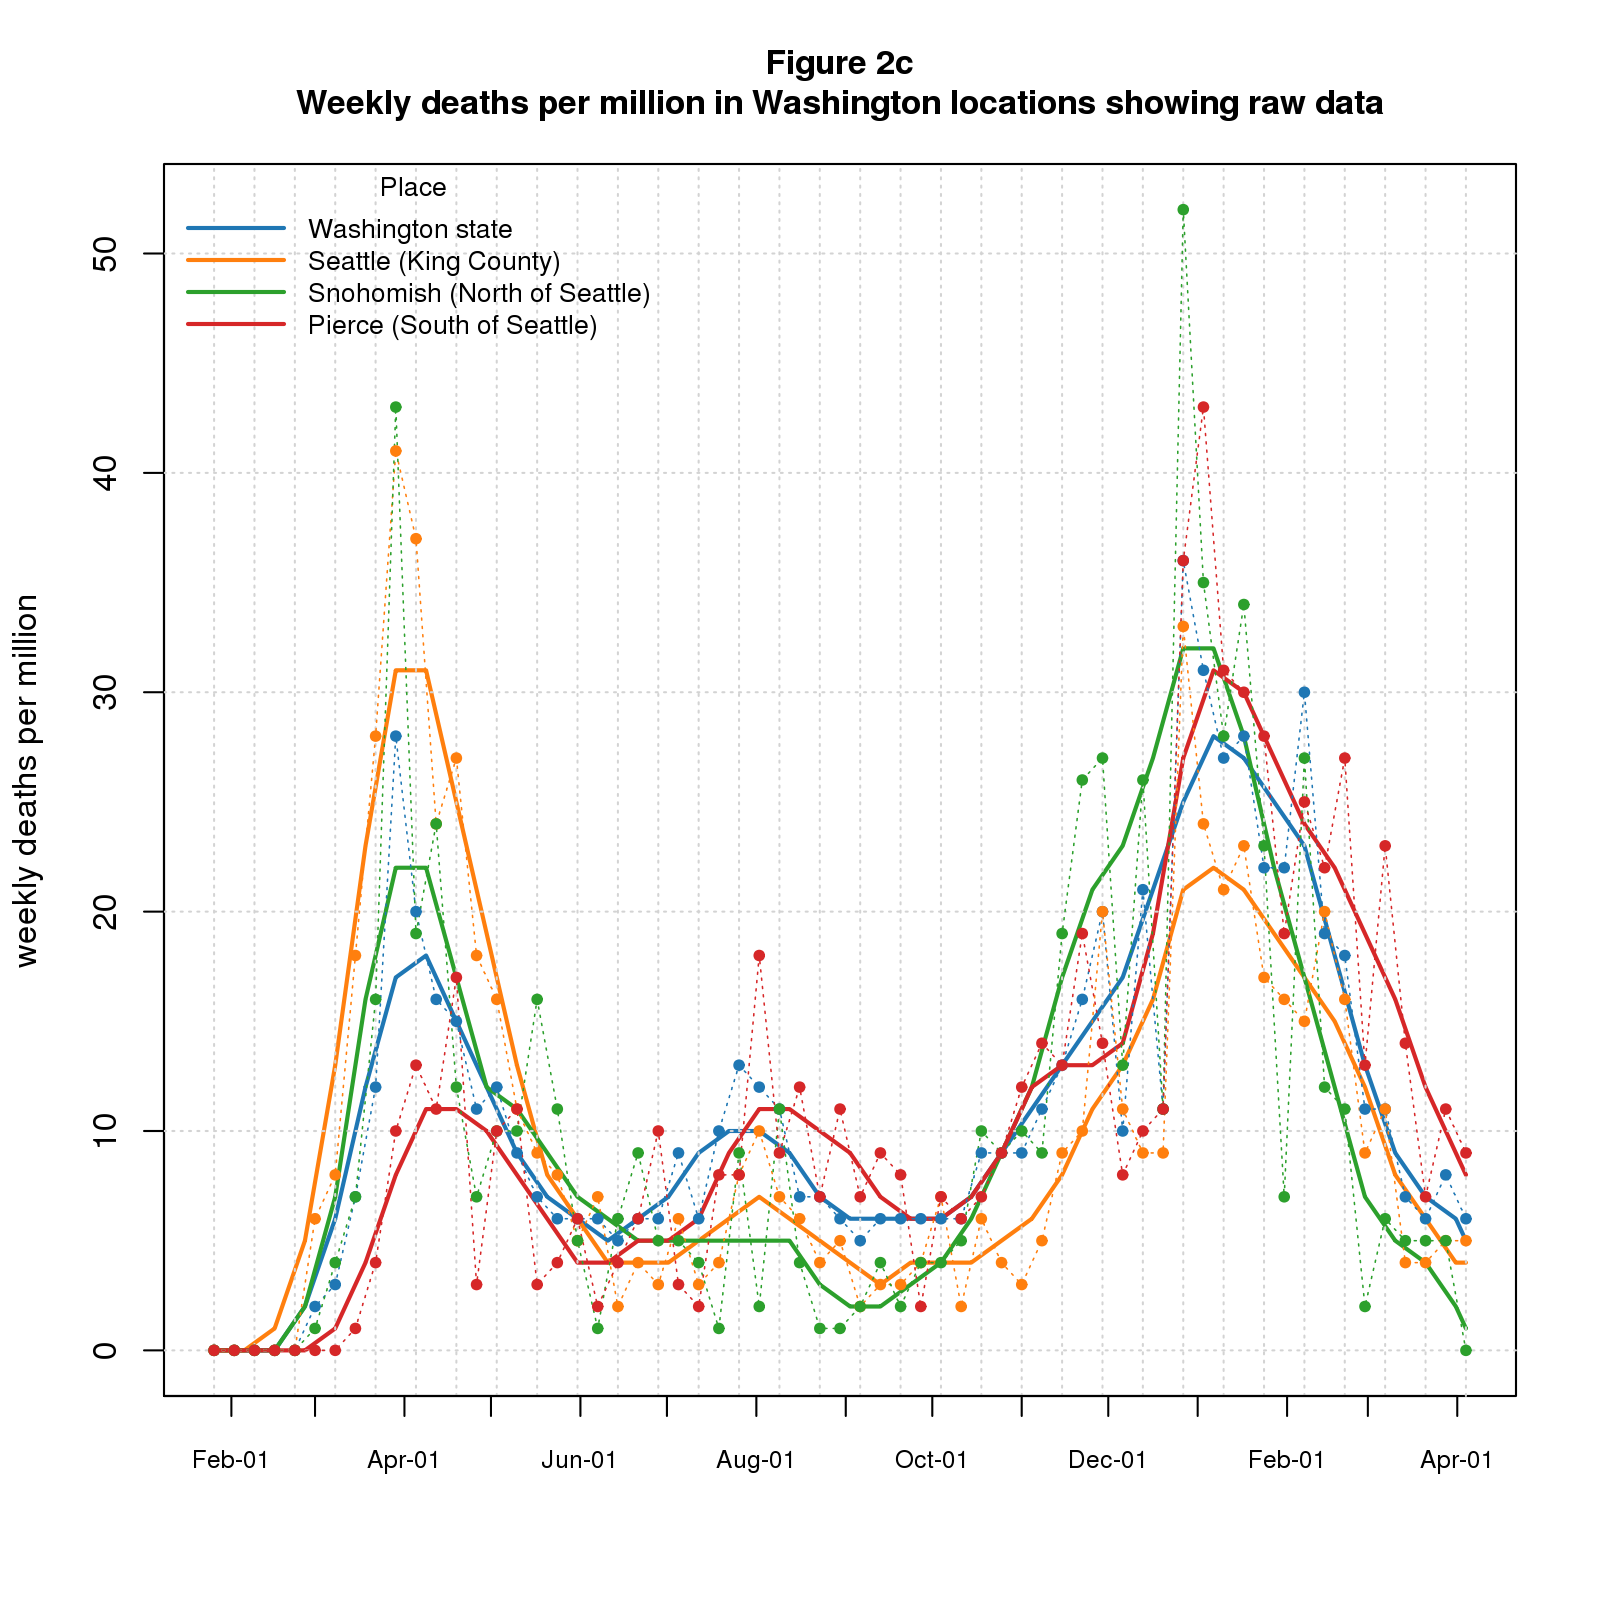 Figure 2c
Weekly deaths per million in Washington locations showing raw data
Place
Washington state
Seattle (King County)
Snohomish (North of Seattle)
Pierce (South of Seattle)
weekly deaths per million
50
40
30
20
10
0
Feb-01 Apr-01 Jun-01 Aug-01 Oct-01 Dec-01 Feb-01 Apr-01